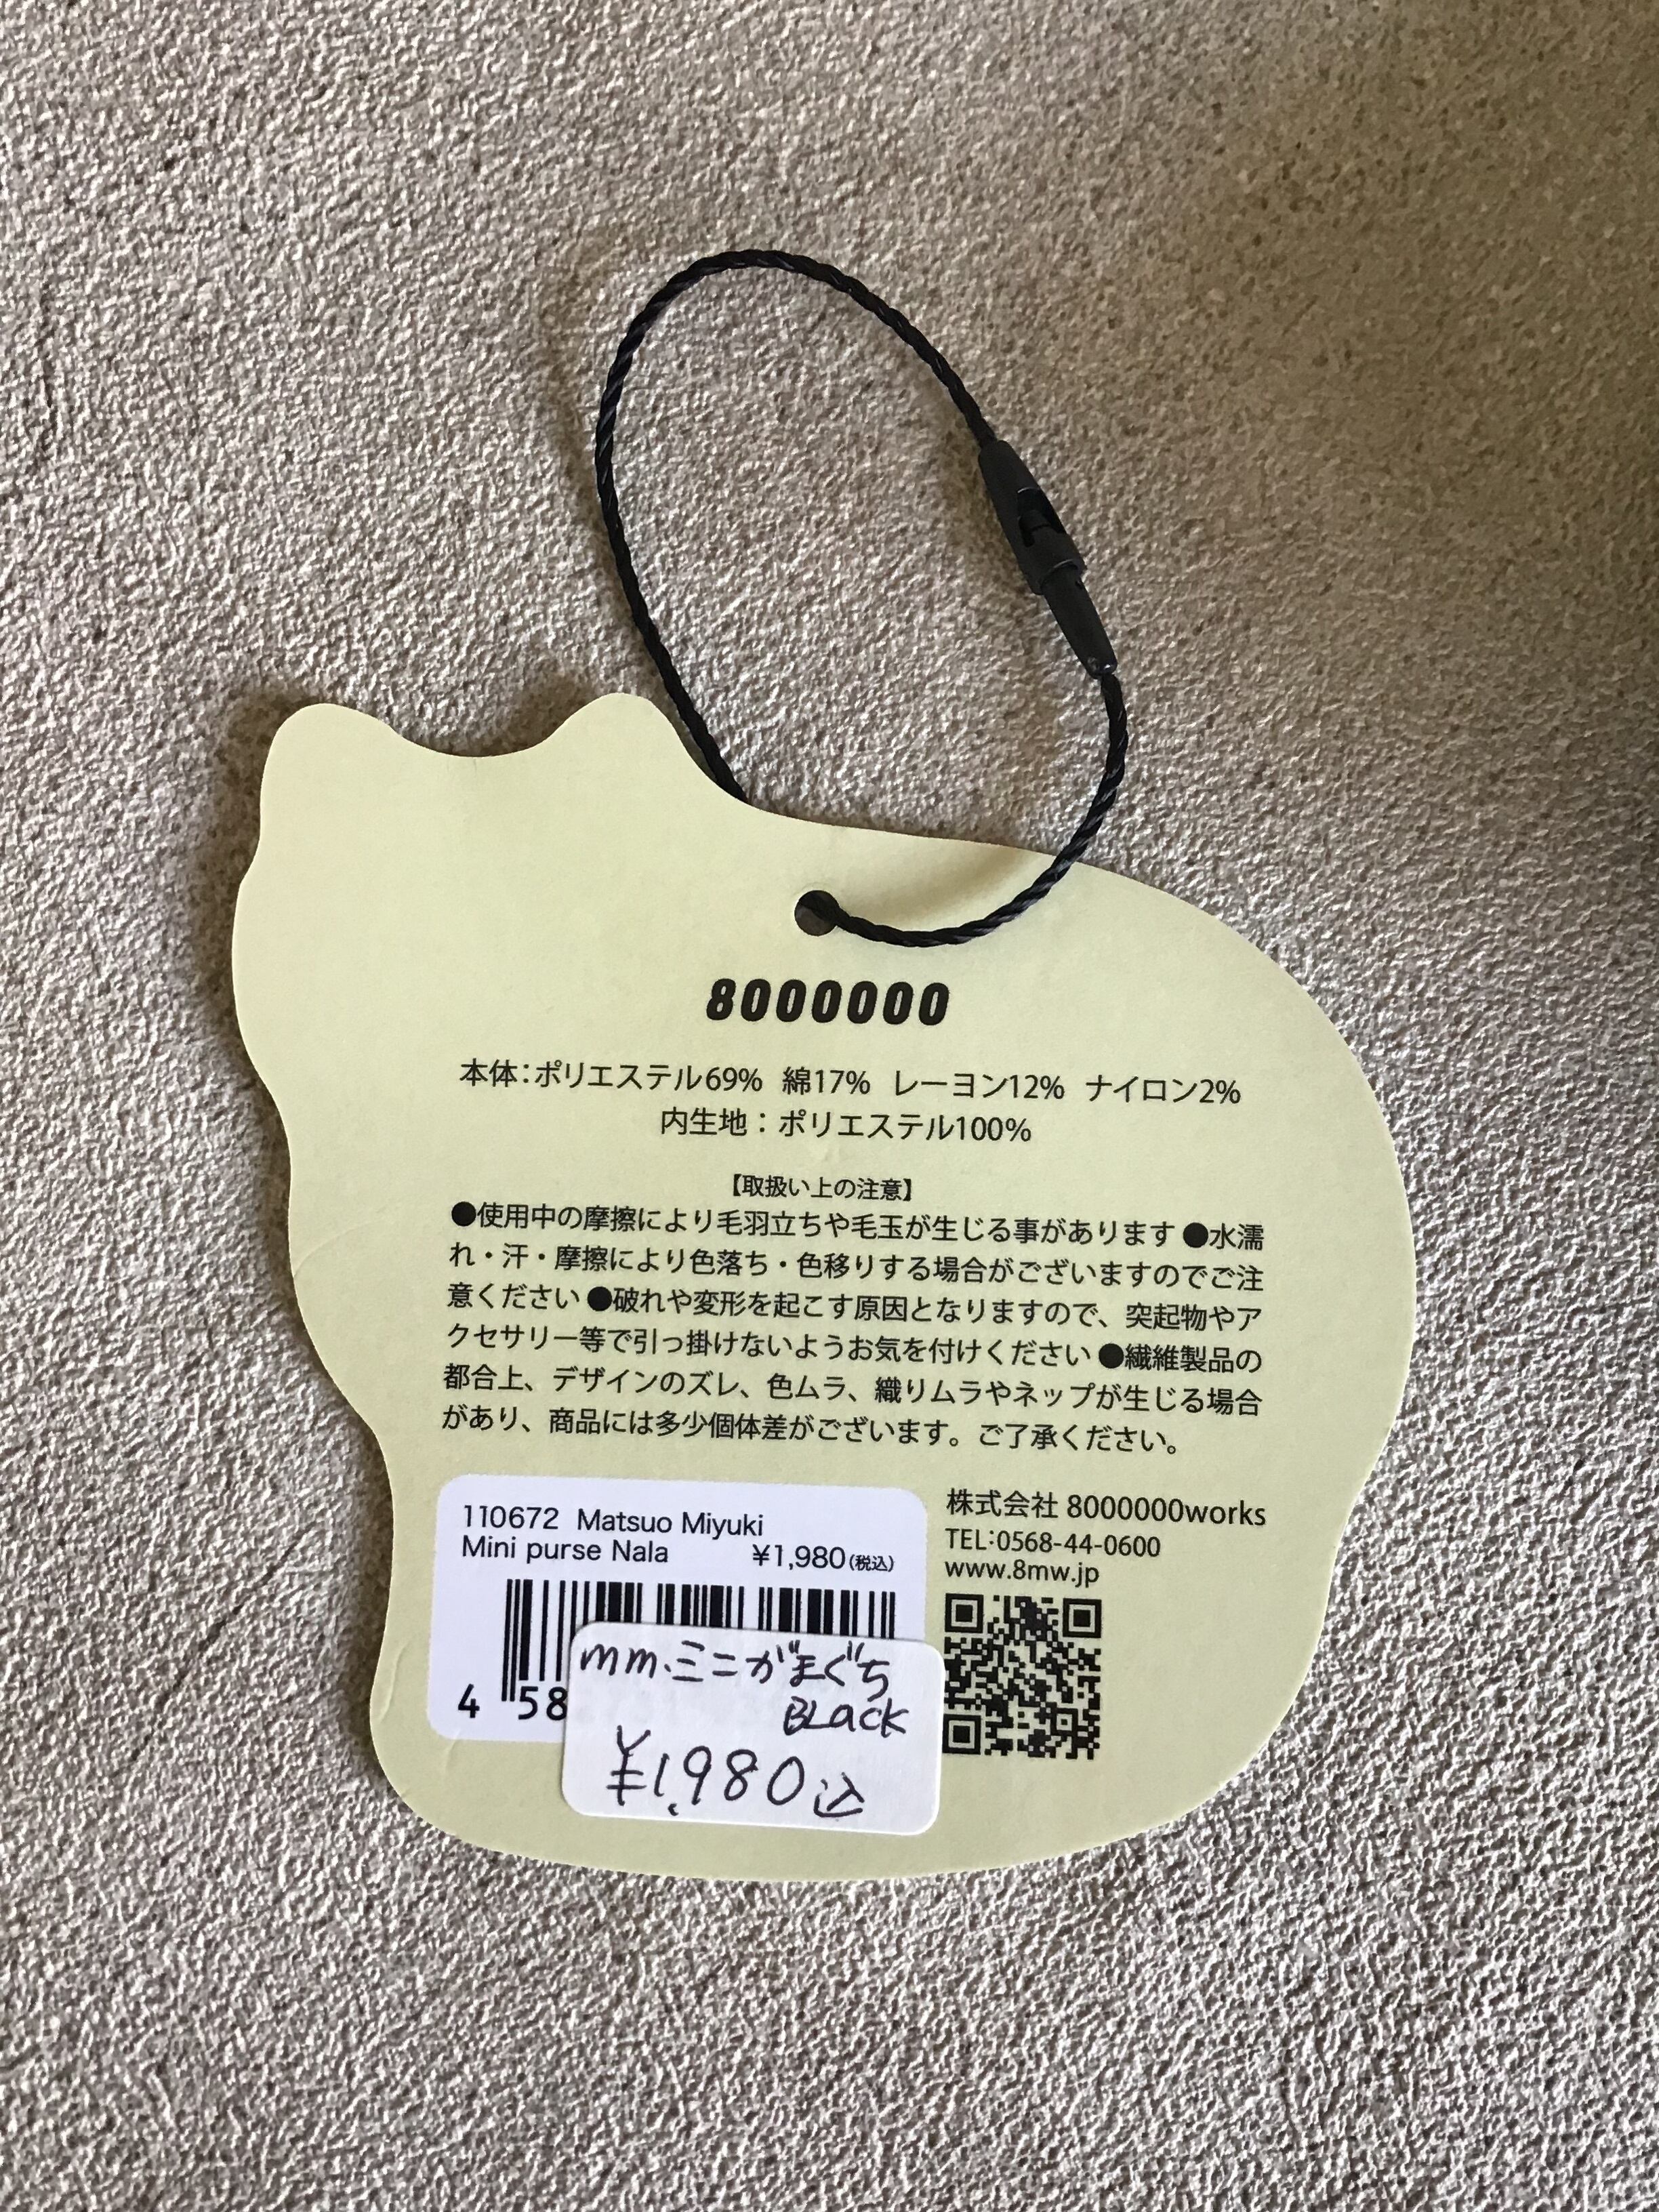 8000000
本体:ポリエステル69% 綿17% レーヨン12% ナイロン2%
内生地:ポリエステル100%
【取扱い上の注意】
●使用中の摩擦により毛羽立ちや毛玉が生じる事があります ●水濡
れ・汗・摩擦により色落ち・色移りする場合がございますのでご注
意ください ●破れや変形を起こす原因となりますので、突起物やア
クセサリー等で引っ掛けないようお気を付けください ●繊維製品の
都合上、デザインのズレ、色ムラ、織りムラやネップが生じる場合
があり、商品には多少個体差がございます。ご了承ください。
110672 Matsuo Miyuki
Mini purse Nala ¥1,980(税込)
4 58
mm.ミニがまぐち
BLacK
¥1,980込
株式会社 8000000works
TEL:0568-44-0600
www.8mw.jp